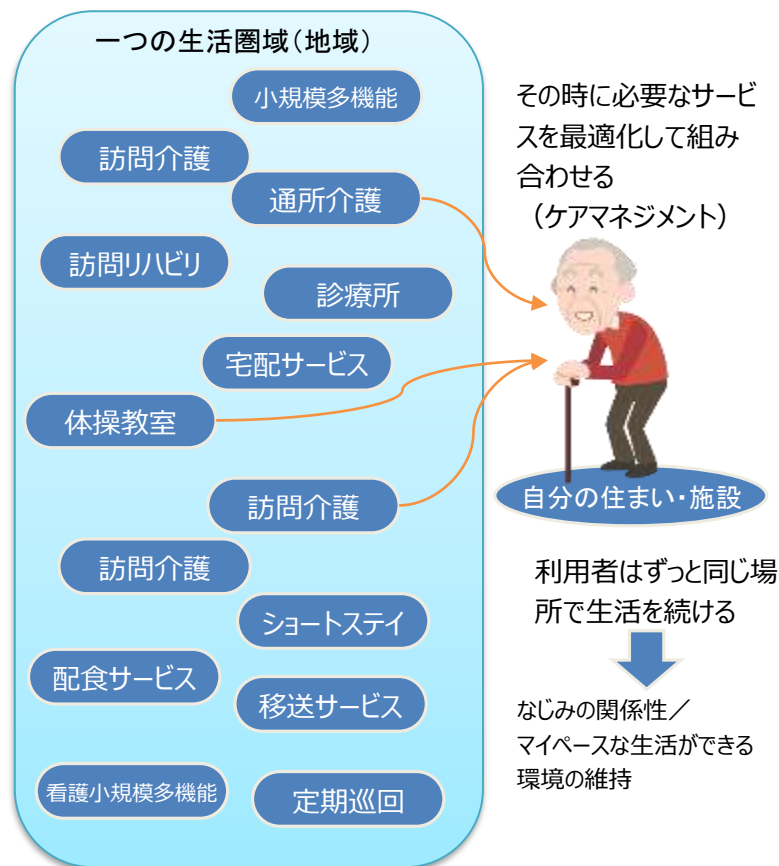 一つの生活圏域(地域)
小規模多機能
訪問介護
通所介護
訪問リハビリ
診療所
宅配サービス
体操教室
訪問介護
訪問介護
ショートステイ
配食サービス
移送サービス
看護小規模多機能
定期巡回
その時に必要なサービ
スを最適化して組み
合わせる
(ケアマネジメント)
自分の住まい・施設
利用者はずっと同じ場
所で生活を続ける
なじみの関係性/
マイペースな生活ができる
環境の維持